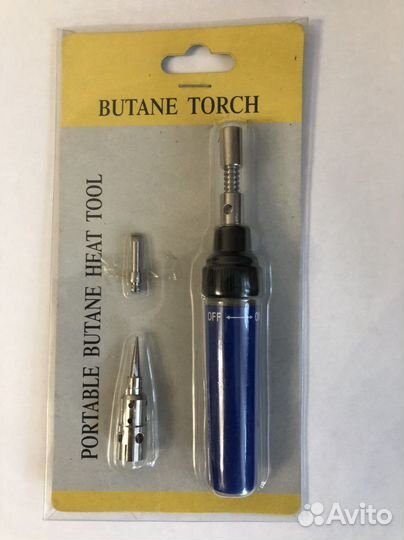 BUTANE TORCH
PORTABLE BUTANE HEAT TOOL
OFF
Avito